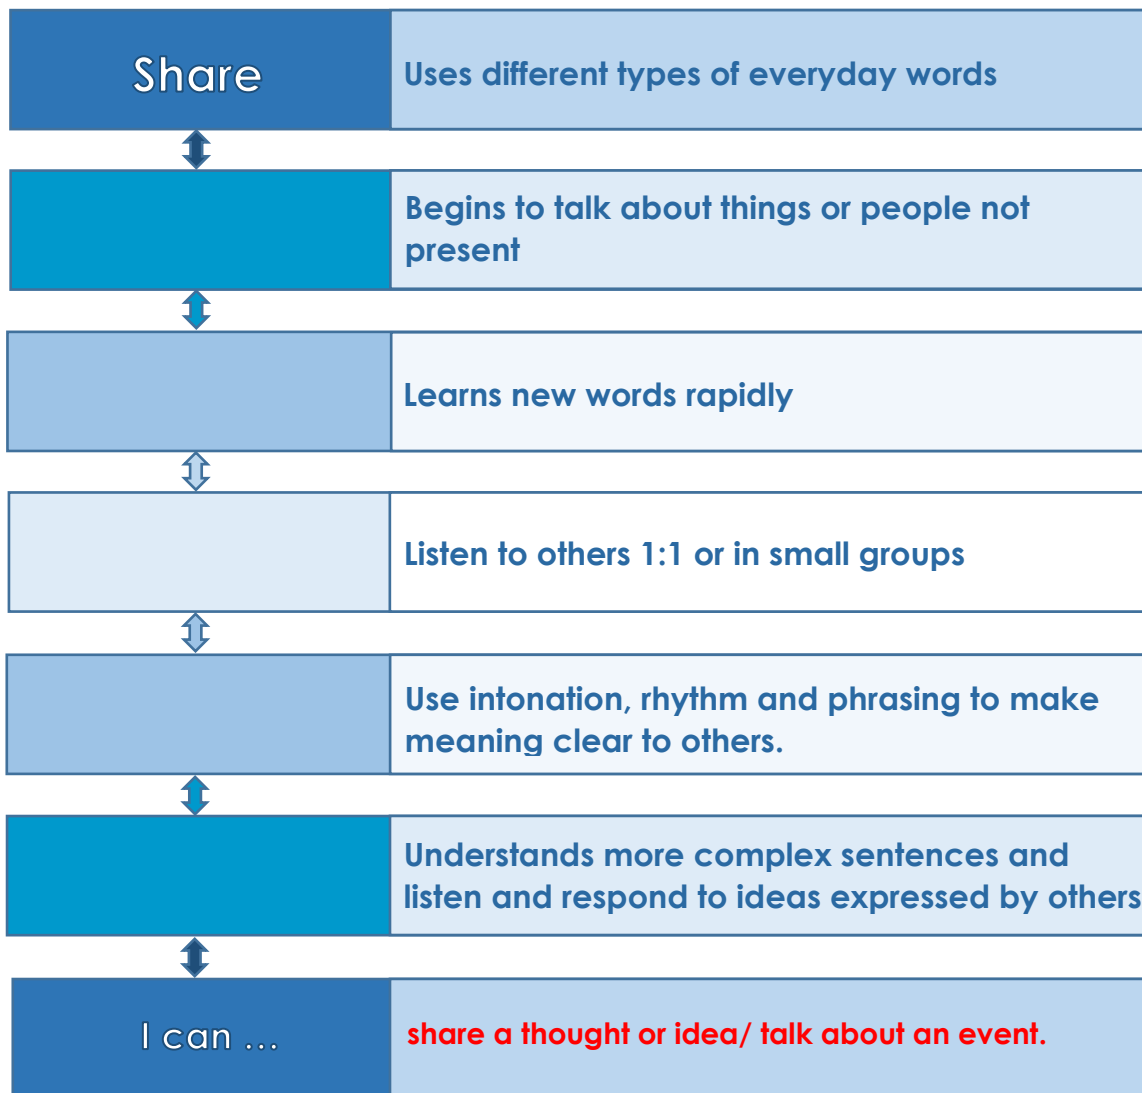 Share
Uses different types of everyday words
Begins to talk about things or people not
present
Learns new words rapidly
Listen to others 1:1 or in small groups
Use intonation, rhythm and phrasing to make
meaning clear to others.
Understands more complex sentences and
listen and respond to ideas expressed by others
I can ...
share a thought or idea/ talk about an event.